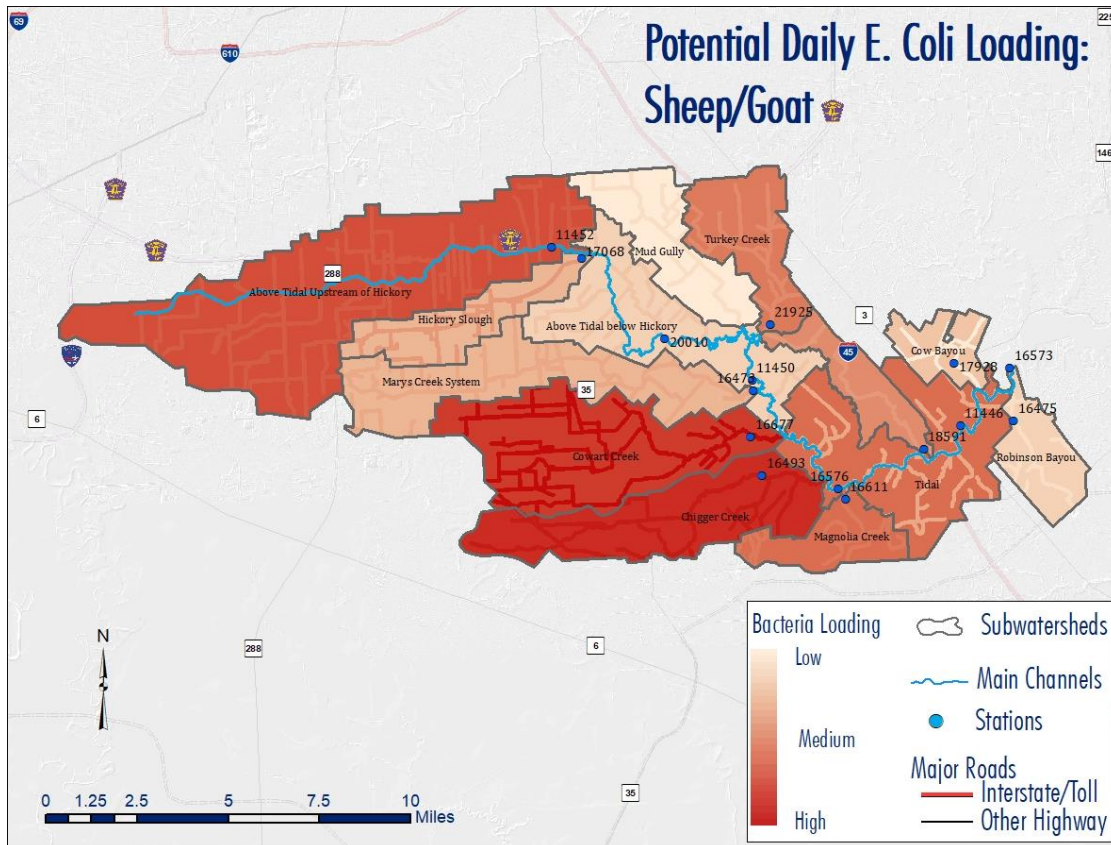 Potential Daily E. Coli Loading:
Sheep/Goat
69
610
225
146
288
3
45
35
6
288
6
35
11452
17068
Mud Gully
Turkey Creek
Above Tidal Upstream of Hickory
Hickory Slough
Above Tidal below Hickory
20010
21925
Marys Creek System
11450
16473
Cow Bayou
17928
16573
11446
16475
Robinson Bayou
16677
Cowart Creek
16493
18591
16576
16611
Tidal
Chigger Creek
Magnolia Creek
N
0 1.25 2.5 5 7.5 10
Miles
Bacteria Loading
Low
Medium
High
Subwatersheds
Main Channels
Stations
Major Roads
Interstate/Toll
Other Highway